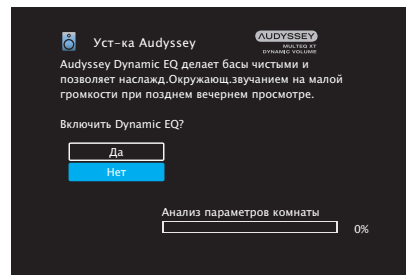 Уст-ка Audyssey
AUDYSSEY
MULTEQ XT
DYNAMIC VOLUME
Audyssey Dynamic EQ делает басы чистыми и
позволяет наслажд.Окружающ.звучанием на малой
громкости при позднем вечернем просмотре.
Включить Dynamic EQ?
Да
Нет
Анализ параметров комнаты
0%